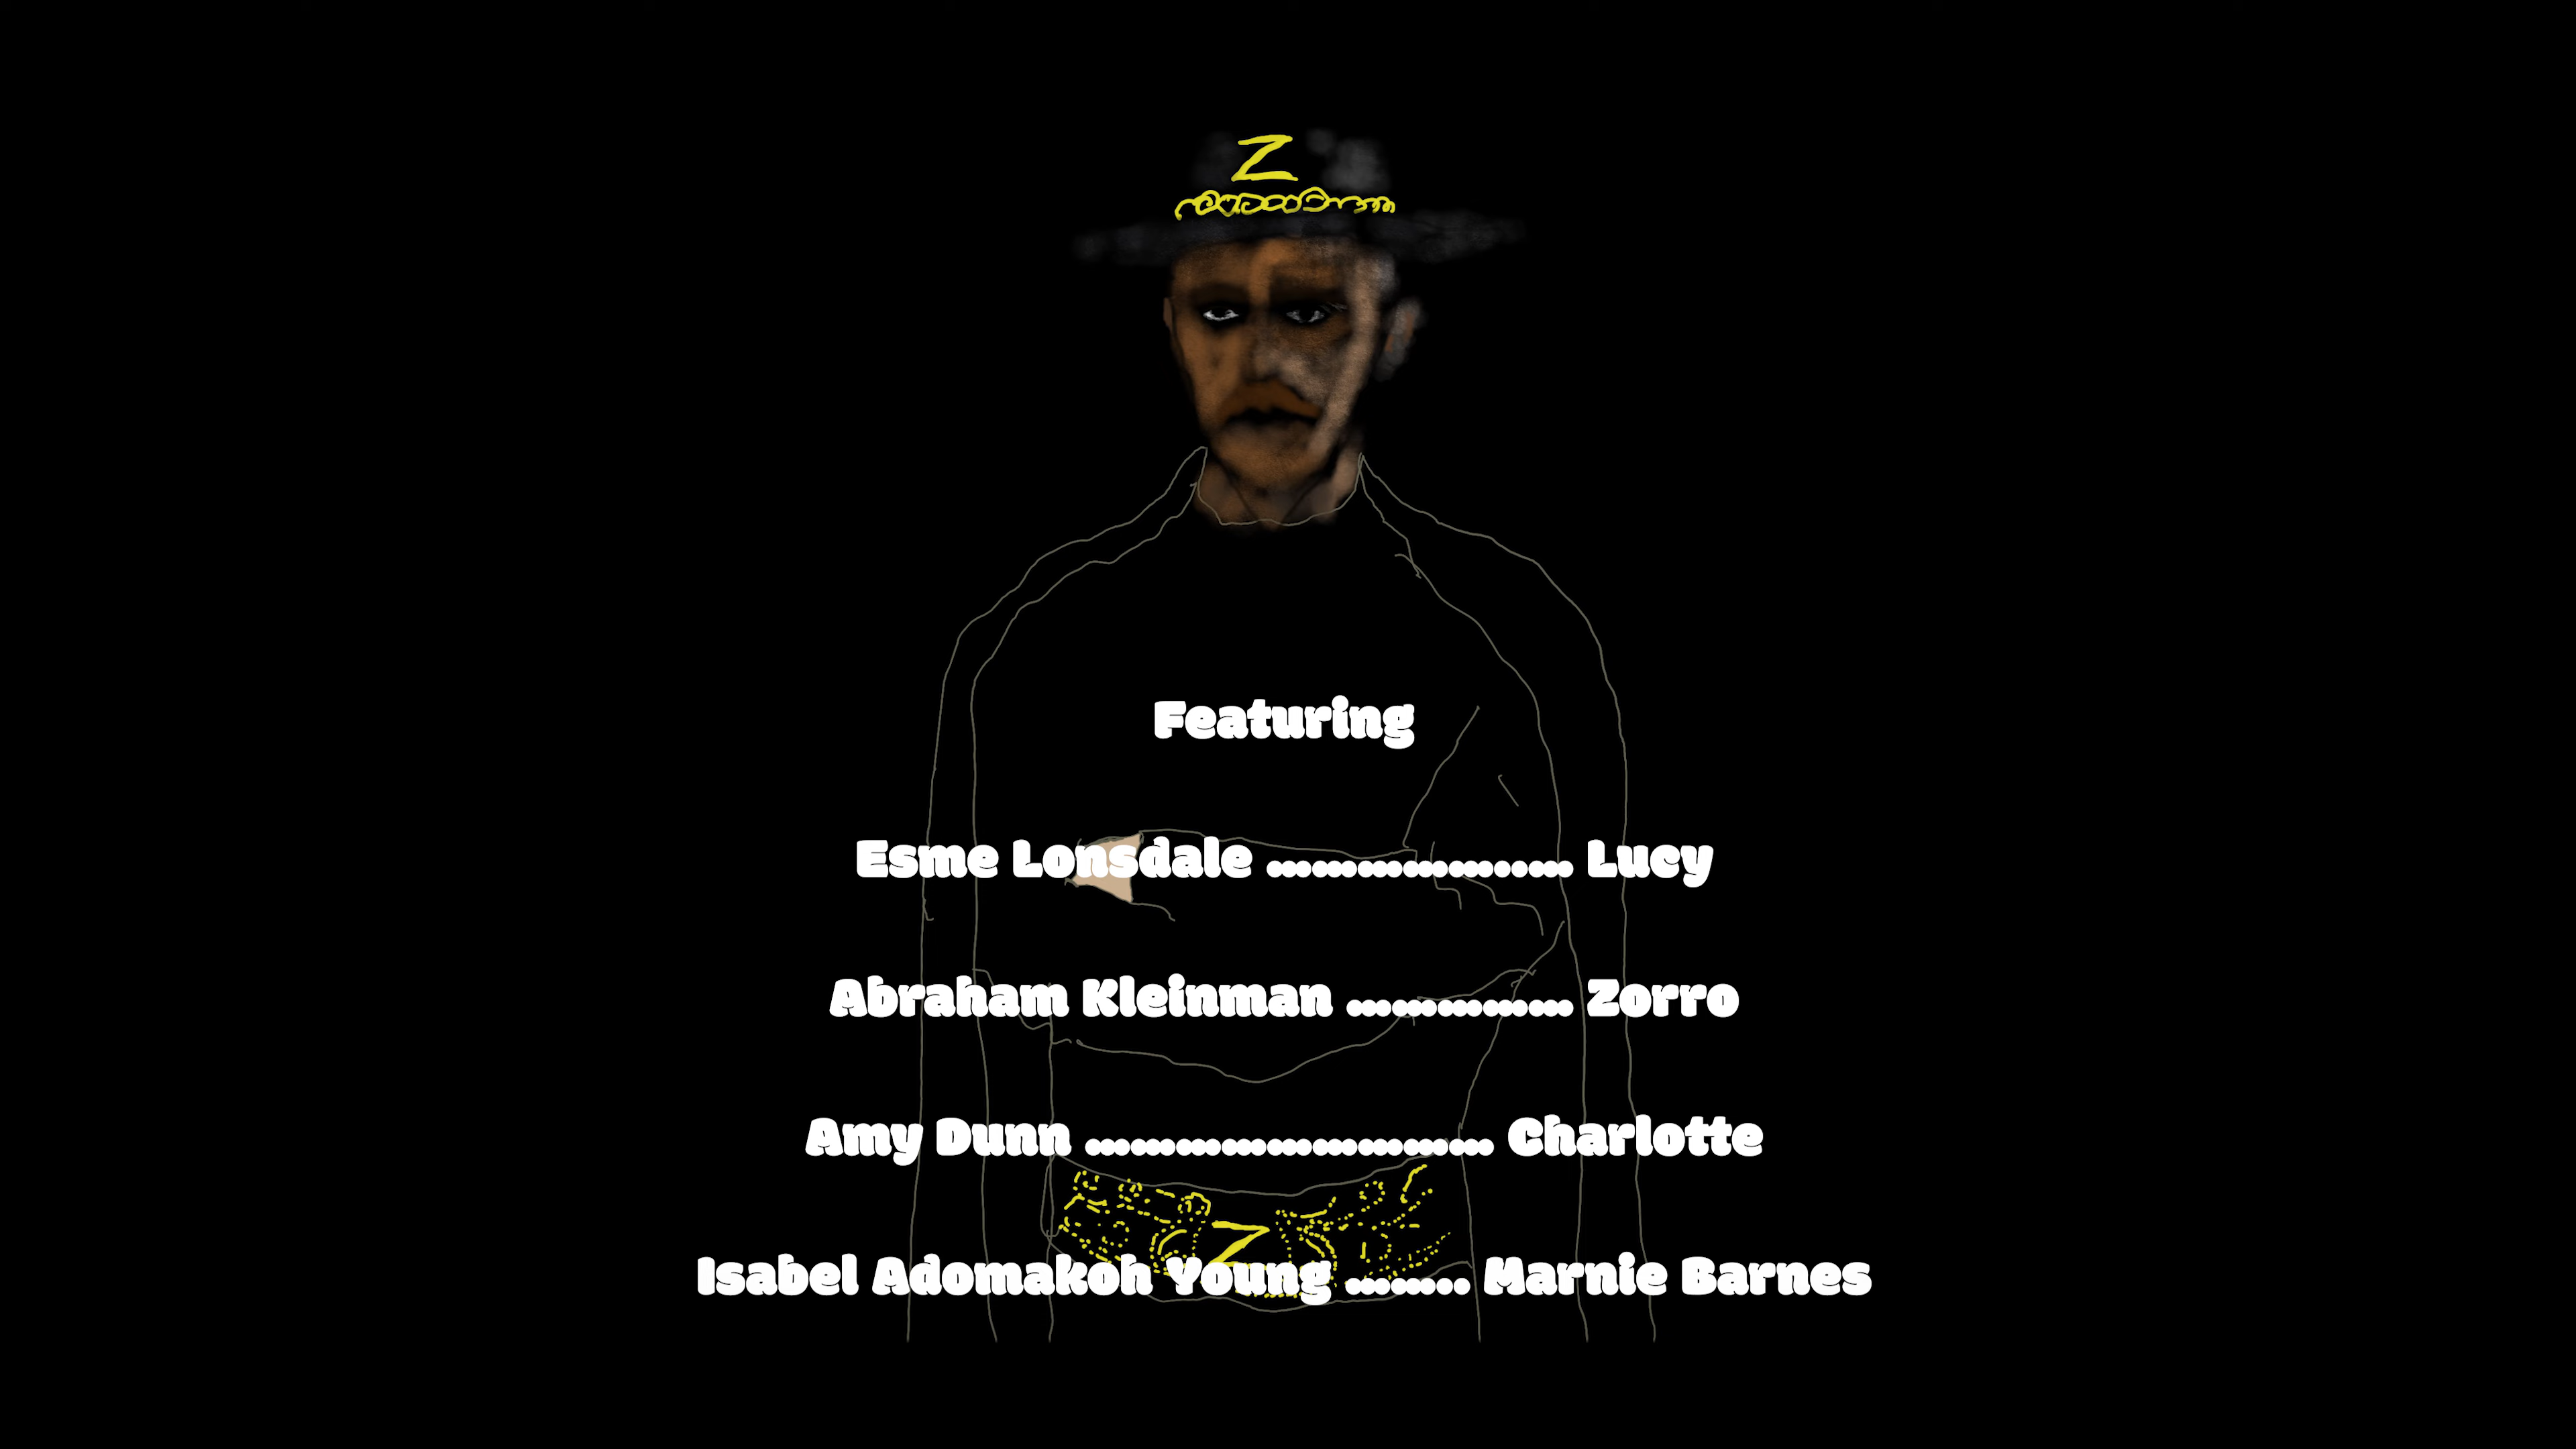 Z
Featuring
Esme Lonsdale .................... Lucy
Abraham Kleinman ............... Zorro
Amy Dunn ........................... Charlotte
Z
Isabel Adomakoh Young ........ Marnie Barnes